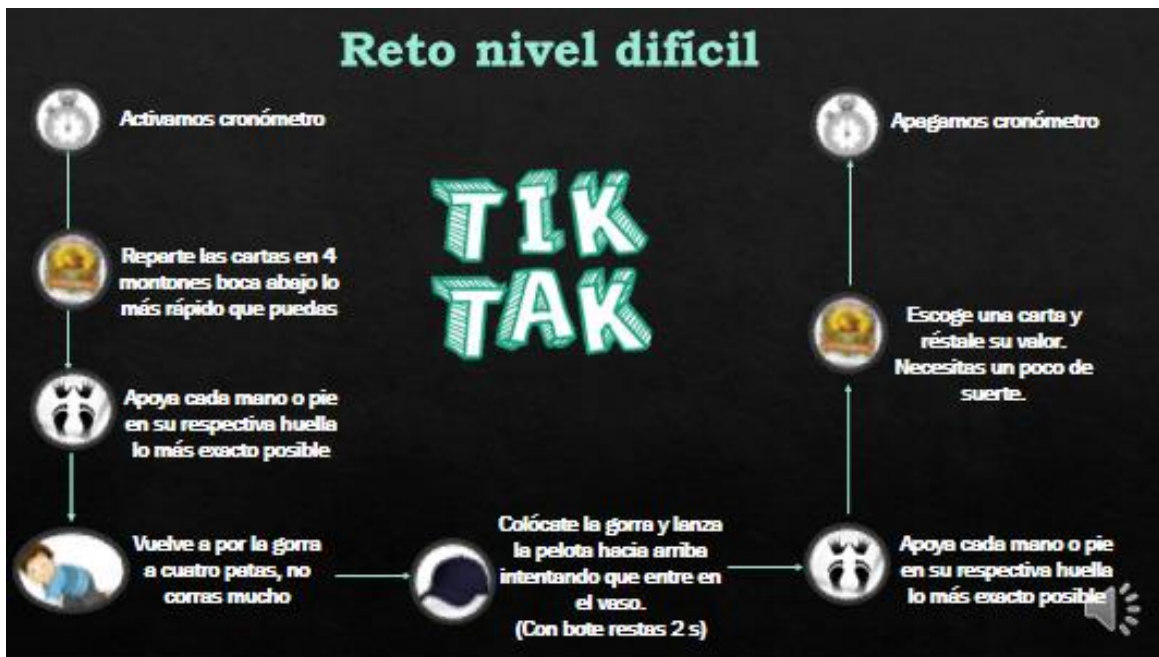 Reto nivel difícil
Activamos cronómetro
Reparte las cartas en 4
montones boca abajo lo
más rápido que puedas
Apoya cada mano o pie
en su respectiva huella
lo más exacto posible
Vuelve a por la gorra
a cuatro patas, no
corras mucho
TIK
TAK
Colócate la gorra y lanza
la pelota hacia arriba
intentando que entre en
el vaso.
(Con bote restas 2 s)
Apoya cada mano o pie
en su respectiva huella
lo más exacto posible
Escoge una carta y
réstale su valor.
Necesitas un poco de
suerte.
Apagamos cronómetro